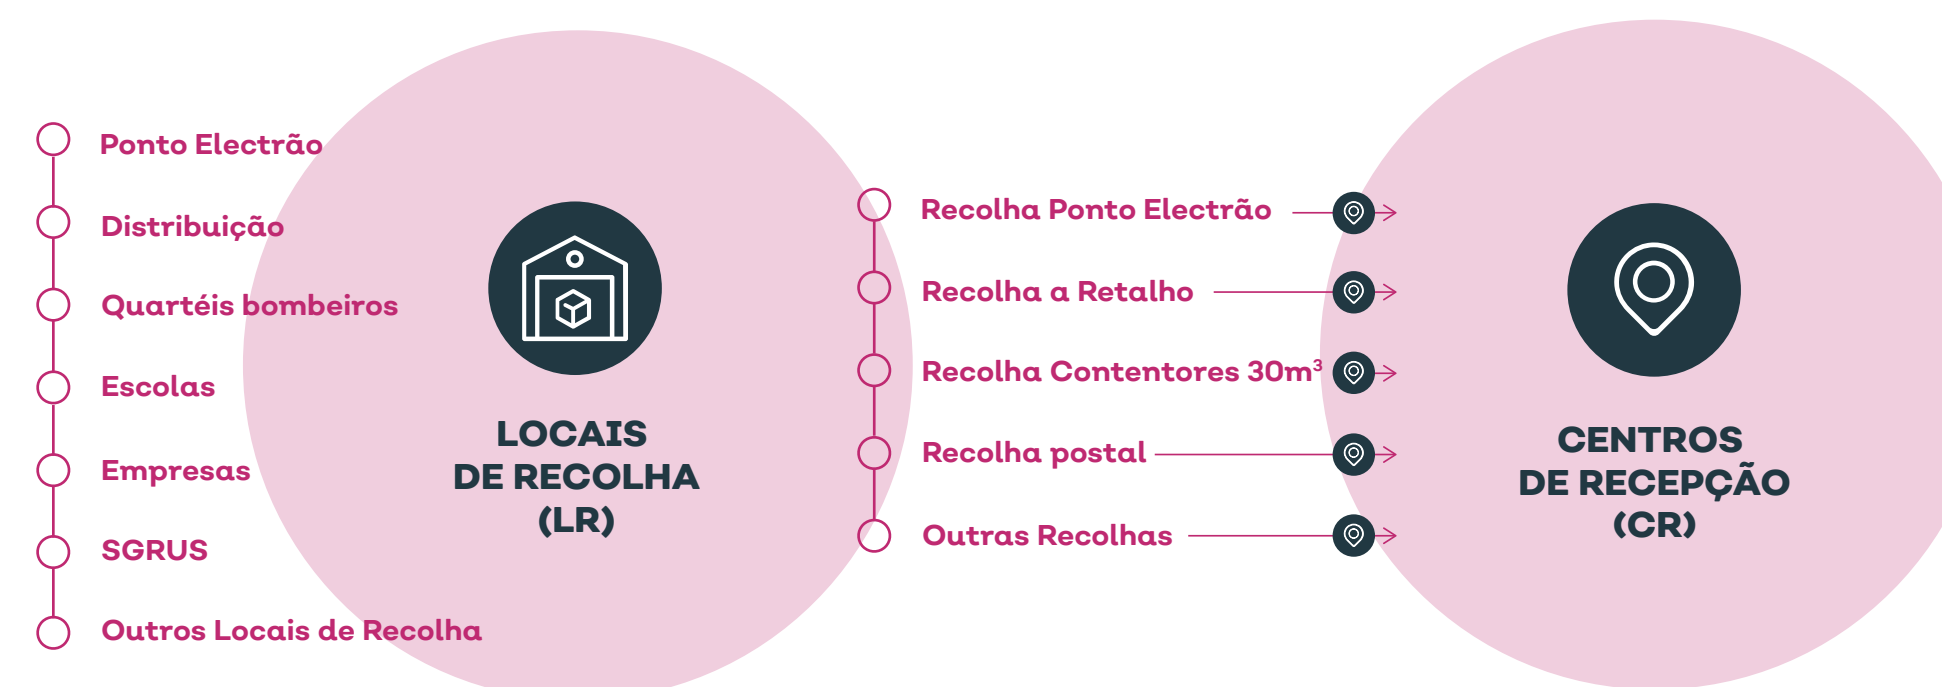 Ponto Electrão
Distribuição
Quartéis bombeiros
Escolas
Empresas
SGRUS
Outros Locais de Recolha
LOCAIS
DE RECOLHA
(LR)
Recolha Ponto Electrão
Recolha a Retalho
Recolha Contentores 30m³
Recolha postal
Outras Recolhas
CENTROS
DE RECEPÇÃO
(CR)